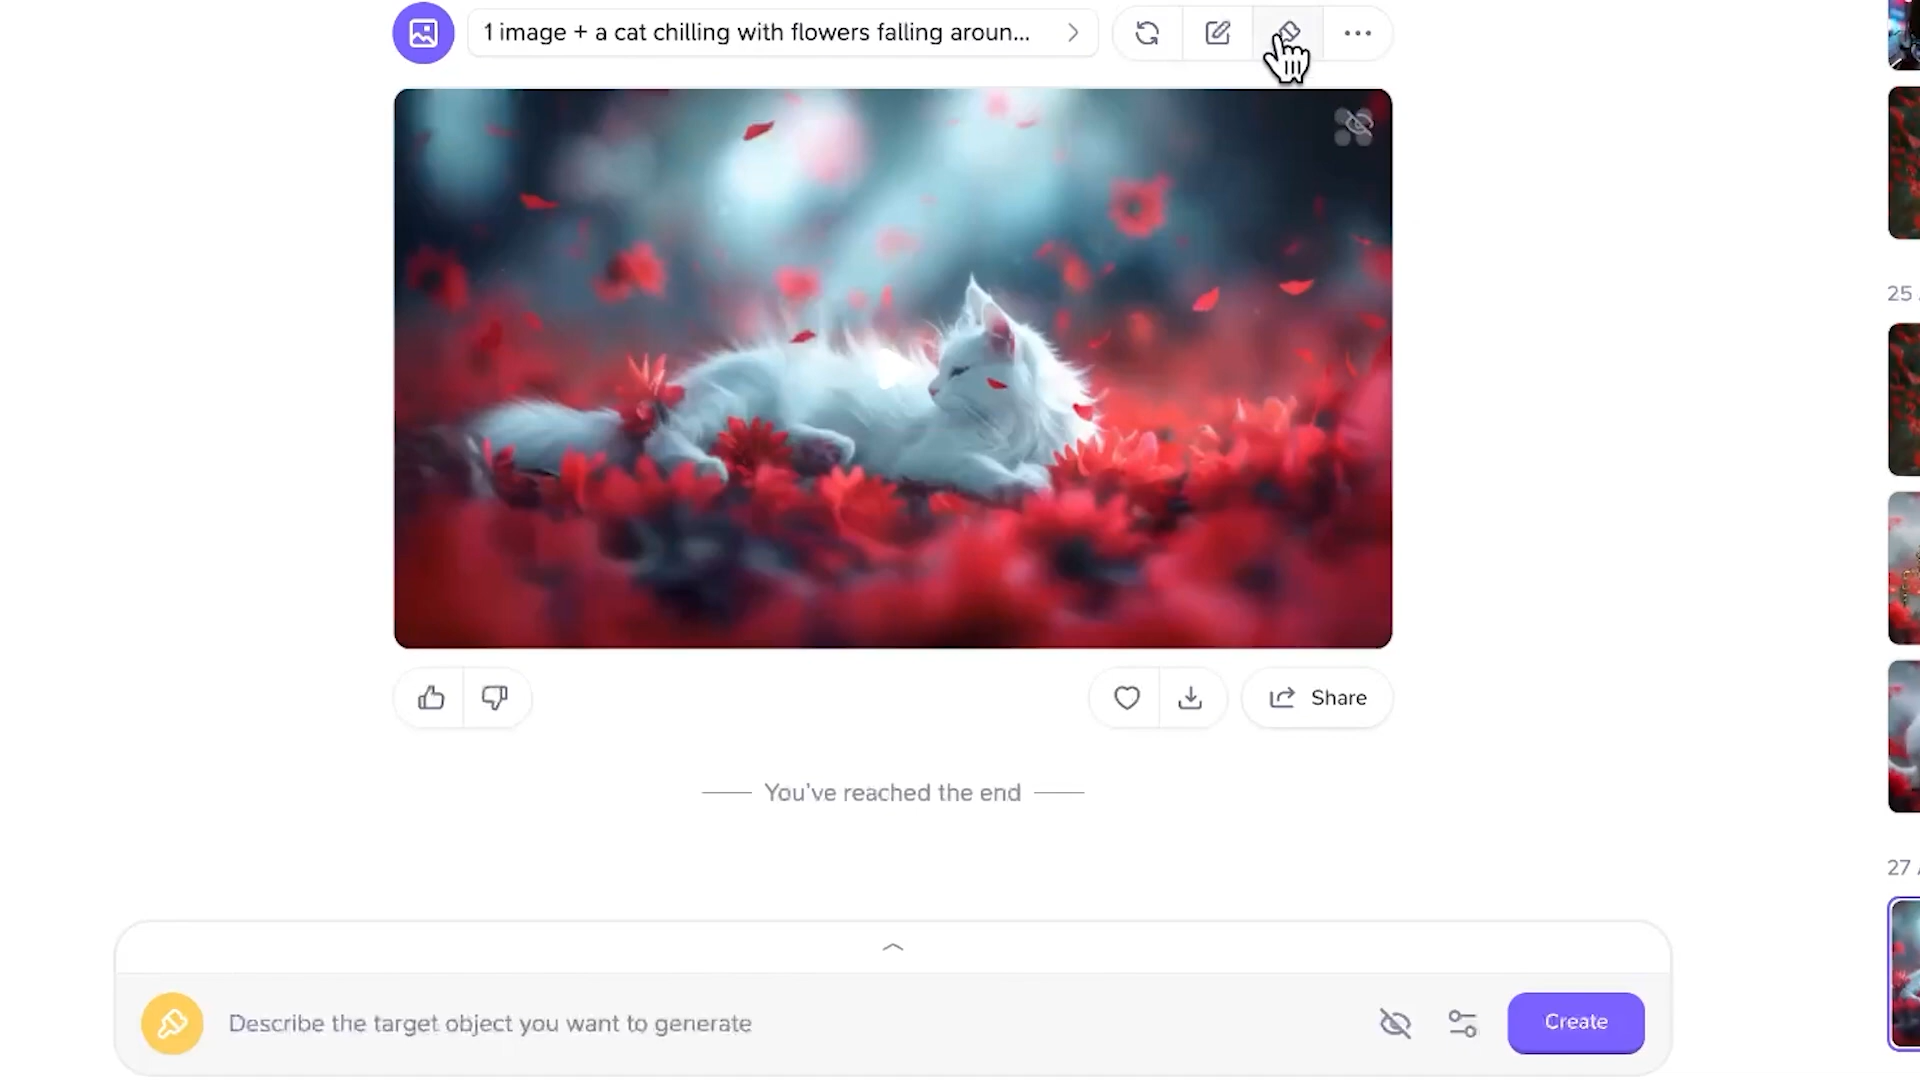 1 image + a cat chilling with flowers falling aroun...
Share
You've reached the end
Describe the target object you want to generate
Create
25
27